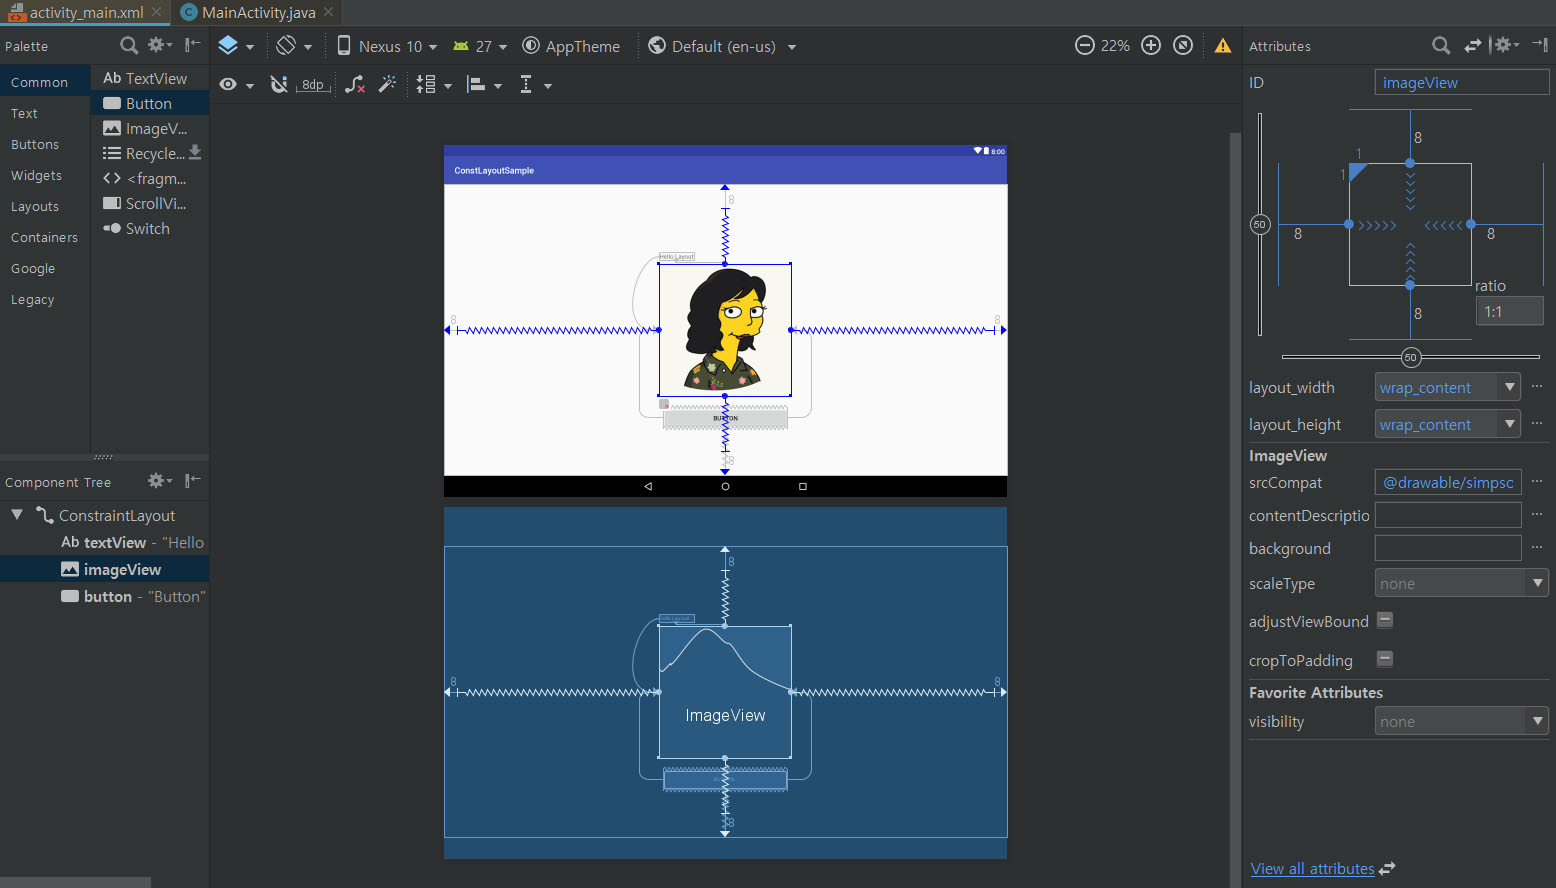 activity_main.xml
MainActivity.java
Palette
Nexus 10
27
AppTheme
Default (en-us)
22%
Attributes
8dp
Common
Text
Buttons
Widgets
Layouts
Containers
Google
Legacy
Ab TextView
Button
ImageV...
Recycle...
<fragm...
ScrollVi...
Switch
Component Tree
ConstraintLayout
Ab textView - "Hello
imageView
button - "Button"
8:00
ConstLayoutSample
8
Hello Layout
8
8
BUTTON
8
8
8
8
ImageView
8
ID
imageView
8
1
1
50
8
8
ratio
8
1:1
50
layout_width
wrap_content
layout_height
wrap_content
ImageView
srcCompat
@drawable/simpsc
contentDescriptio
background
scaleType
none
adjustViewBound
cropToPadding
Favorite Attributes
visibility
none
View all attributes